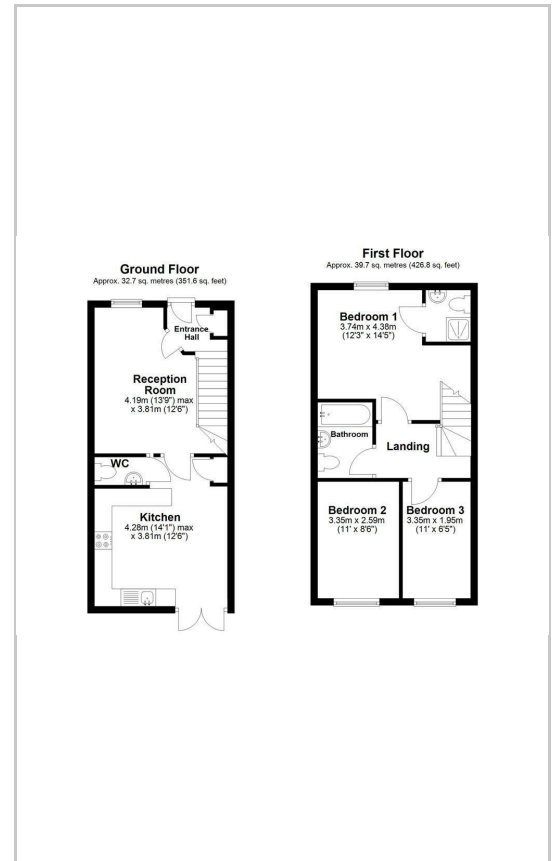 Ground Floor
Approx. 32.7 sq. metres (351.6 sq. feet)
Entrance
Hall
Reception
Room
4.19m (13'9") max
x 3.81m (12'6")
WC
Kitchen
4.28m (14'1") max
x 3.81m (12'6")
First Floor
Approx. 39.7 sq. metres (426.8 sq. feet)
Bedroom 1
3.74m x 4.38m
(12'3" x 14'5")
Bathroom
Landing
Bedroom 2
3.35m x 2.59m
(11' x 8'6")
Bedroom 3
3.35m x 1.95m
(11' x 6'5")